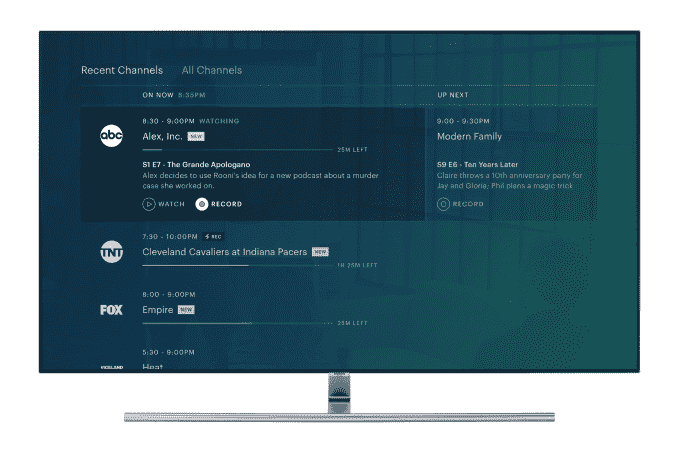 Recent Channels All Channels
ON NOW 8:35PM UP NEXT
8:30 - 9:00PM WATCHING 9:00 - 9:30PM
abc Alex, Inc. NEW Modern Family
25M LEFT
S1 E7 - The Grande Apologano S9 E6 - Ten Years Later
Alex decides to use Rooni's idea for a new podcast about a murder Claire throws a 10th anniversary party for
case she worked on. Jay and Gloria; Phil plans a magic trick
WATCH RECORD RECORD
7:30 - 10:00PM REC
TNT Cleveland Cavaliers at Indiana Pacers NEW
1H 25M LEFT
8:00 - 9:00PM
FOX Empire NEW
25M LEFT
5:30 - 9:00PM
VICELAND Heat